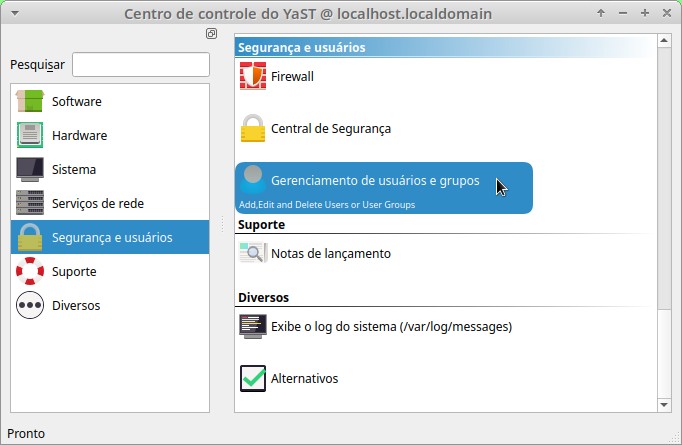 Centro de controle do YaST @ localhost.localdomain
Pesquisar
Software
Hardware
Sistema
Serviços de rede
Segurança e usuários
Suporte
Diversos
Segurança e usuários
Firewall
Central de Segurança
Gerenciamento de usuários e grupos
Add,Edit and Delete Users or User Groups
Suporte
Notas de lançamento
Diversos
Exibe o log do sistema (/var/log/messages)
Alternativos
Pronto